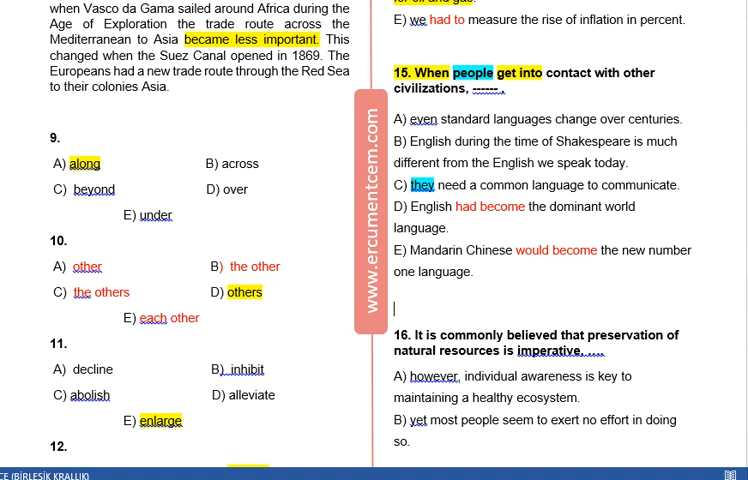 when Vasco da Gama sailed around Africa during the
Age of Exploration the trade route across the
Mediterranean to Asia became less important. This
changed when the Suez Canal opened in 1869. The
Europeans had a new trade route through the Red Sea
to their colonies Asia.
9.
A) along B) across
C) beyond D) over
E) under
10.
A) other B) the other
C) the others D) others
E) each other
11.
A) decline B) inhibit
C) abolish D) alleviate
E) enlarge
12.
www.ercumentcem.com
E) we had to measure the rise of inflation in percent.
15. When people get into contact with other
civilizations, ------ .
A) even standard languages change over centuries.
B) English during the time of Shakespeare is much
different from the English we speak today.
C) they need a common language to communicate.
D) English had become the dominant world
language.
E) Mandarin Chinese would become the new number
one language.
16. It is commonly believed that preservation of
natural resources is imperative, ....
A) however, individual awareness is key to
maintaining a healthy ecosystem.
B) yet most people seem to exert no effort in doing
so.
CE (BİRLEŞİK KRALLIK)